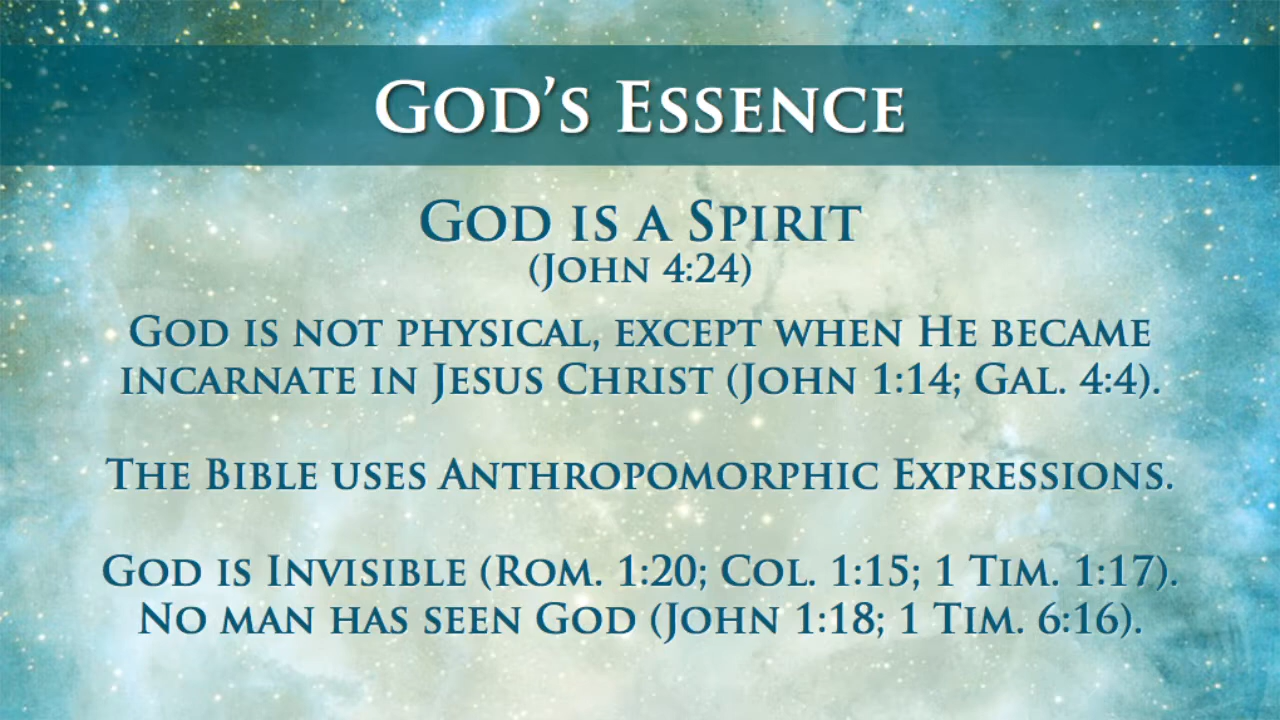 God's Essence
God is a Spirit
(John 4:24)
God is not physical, except when He became
incarnate in Jesus Christ (John 1:14; Gal. 4:4).
The Bible uses Anthropomorphic Expressions.
God is Invisible (Rom. 1:20; Col. 1:15; 1 Tim. 1:17).
No man has seen God (John 1:18; 1 Tim. 6:16).